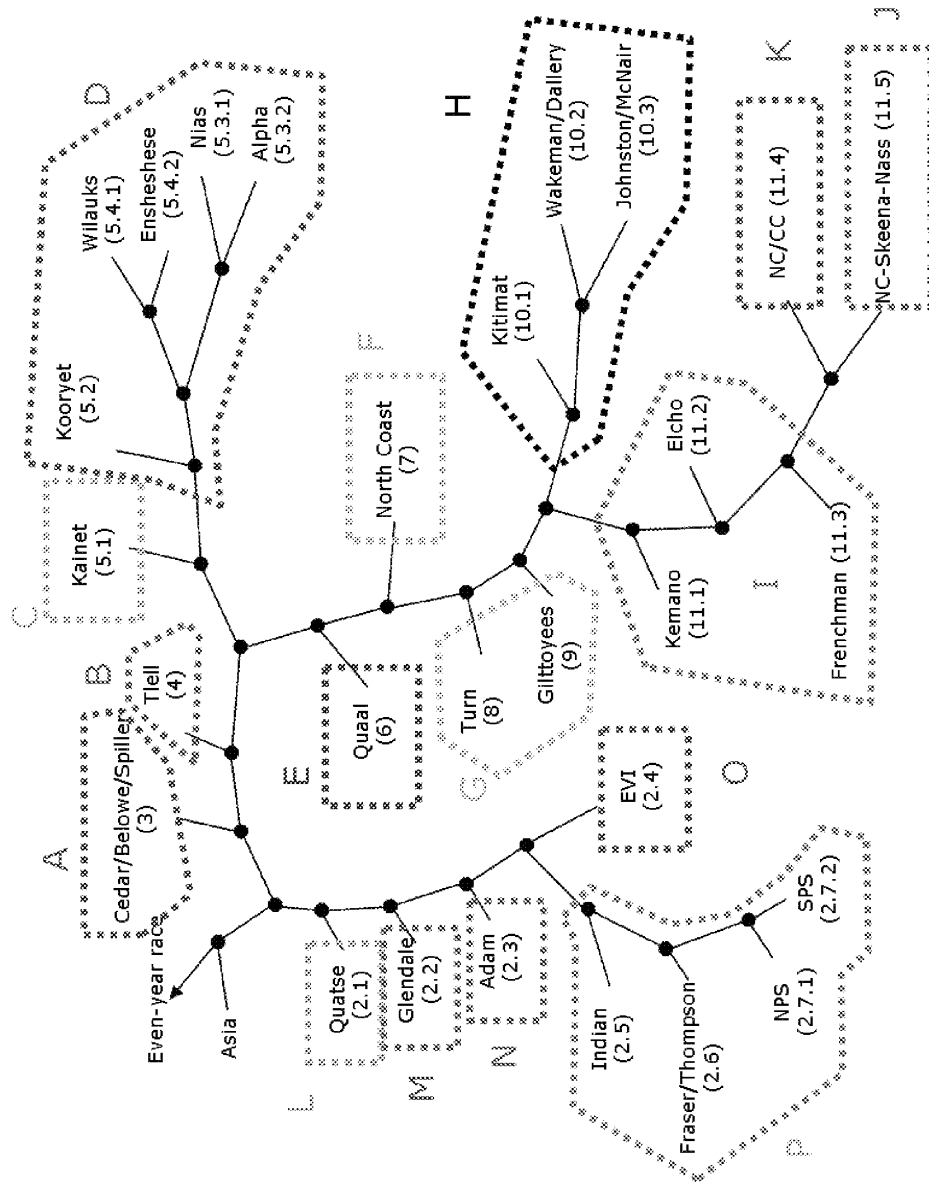 D
Wilauks
(5.4.1)
Ensheshese
(5.4.2)
Nias
(5.3.1)
Alpha
(5.3.2)
Kooryet
(5.2)
C
Kainet
(5.1)
B
Tlell
(4)
A
Cedar/Belowe/Spiller
(3)
Even-year race
Asia
F
North Coast
(7)
E
Quaal
(6)
G
Turn
(8)
Gilttoyees
(9)
H
Kitimat
(10.1)
Wakeman/Dallery
(10.2)
Johnston/McNair
(10.3)
I
Kemano
(11.1)
Elcho
(11.2)
Frenchman (11.3)
K
NC/CC (11.4)
J
NC-Skeena-Nass (11.5)
L
Quatse
(2.1)
M
Glendale
(2.2)
N
Adam
(2.3)
O
EVI
(2.4)
P
Indian
(2.5)
Fraser/Thompson
(2.6)
NPS
(2.7.1)
SPS
(2.7.2)